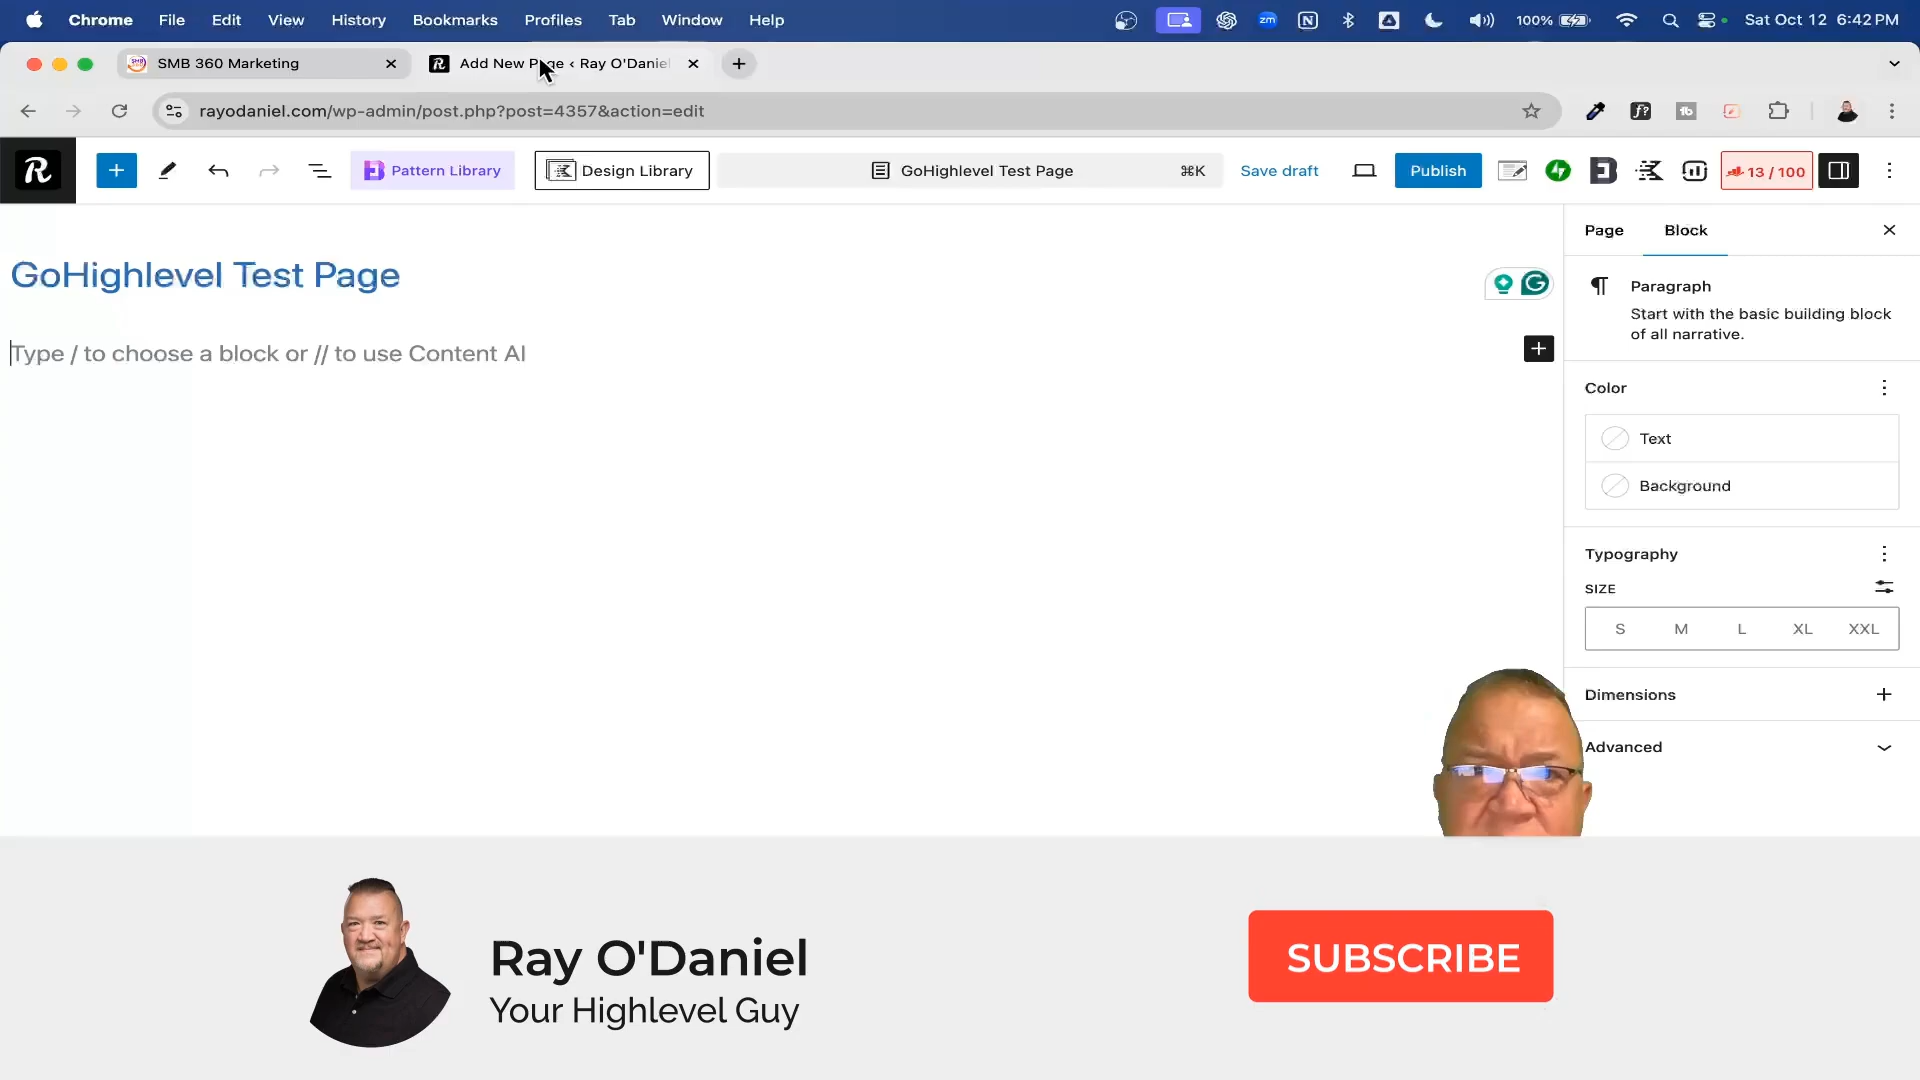 Chrome File Edit View History Bookmarks Profiles Tab Window Help
zm 100% Sat Oct 12 6:42 PM
SMB 360 Marketing
Add New Page ‹ Ray O'Daniel
rayodaniel.com/wp-admin/post.php?post=4357&action=edit
Pattern Library
Design Library
GoHighlevel Test Page ⌘K
Save draft
Publish
13 / 100
Page Block
GoHighlevel Test Page
Paragraph
Start with the basic building block
of all narrative.
Type / to choose a block or // to use Content AI
Color
Text
Background
Typography
SIZE
S M L XL XXL
Dimensions
Advanced
Ray O'Daniel
Your Highlevel Guy
SUBSCRIBE